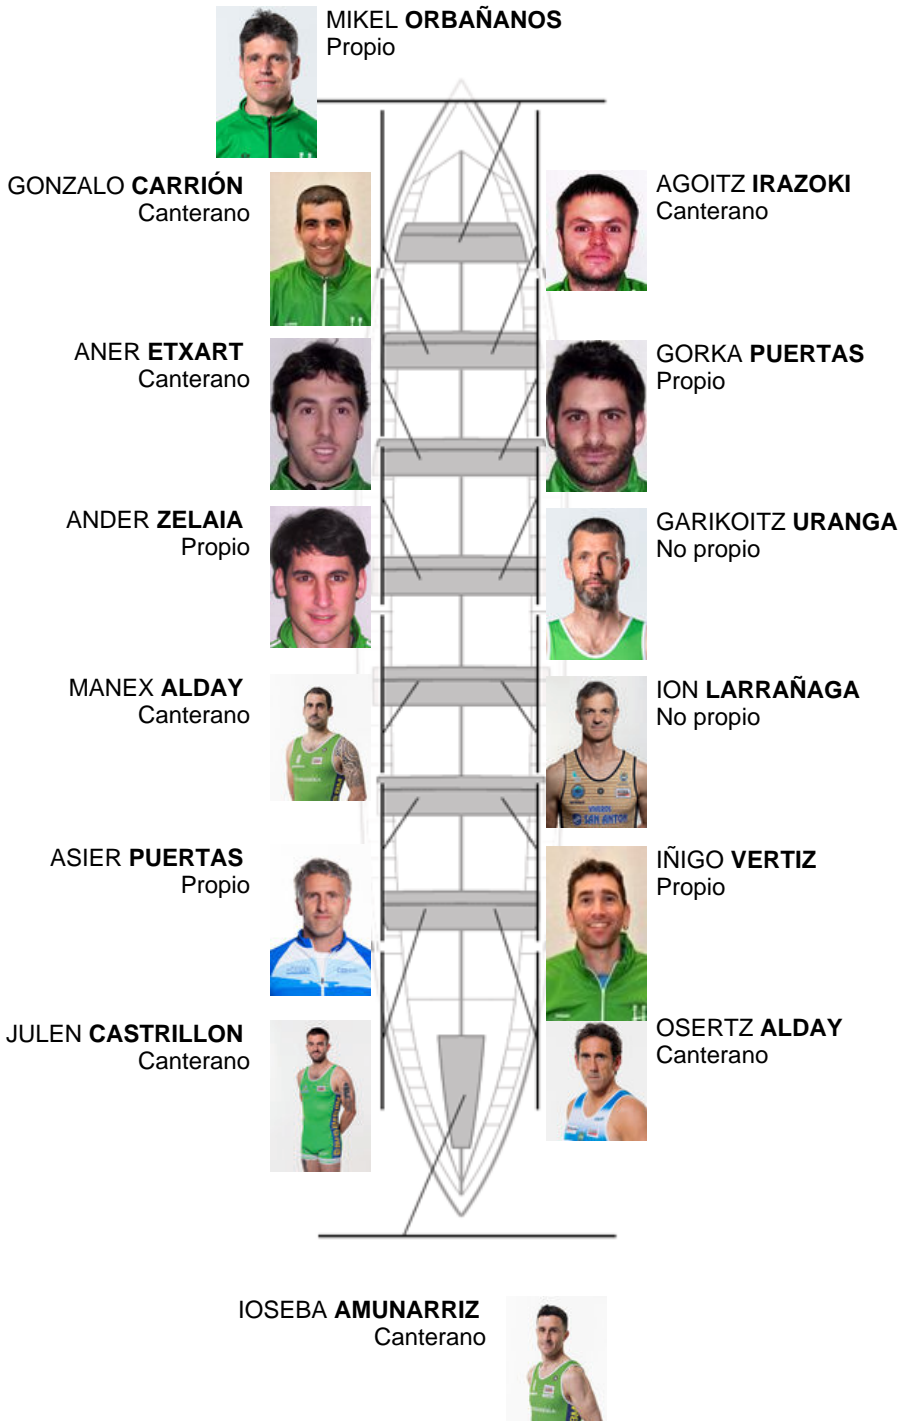 MIKEL ORBAÑANOS
Propio
GONZALO CARRIÓN
Canterano
AGOITZ IRAZOKI
Canterano
ANER ETXART
Canterano
GORKA PUERTAS
Propio
ANDER ZELAIA
Propio
GARIKOITZ URANGA
No propio
MANEX ALDAY
Canterano
ION LARRAÑAGA
No propio
SAN ANTON
ASIER PUERTAS
Propio
IÑIGO VERTIZ
Propio
JULEN CASTRILLON
Canterano
OSERTZ ALDAY
Canterano
IOSEBA AMUNARRIZ
Canterano